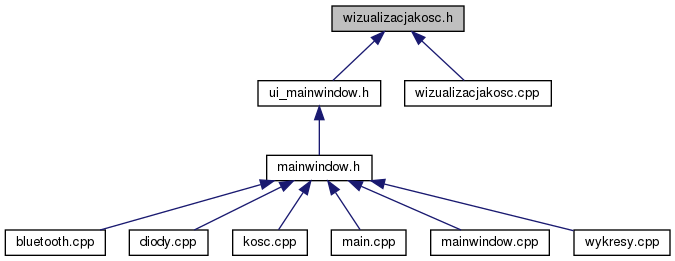 wizualizacjakosc.h
ui_mainwindow.h
wizualizacjakosc.cpp
mainwindow.h
bluetooth.cpp
diody.cpp
kosc.cpp
main.cpp
mainwindow.cpp
wykresy.cpp